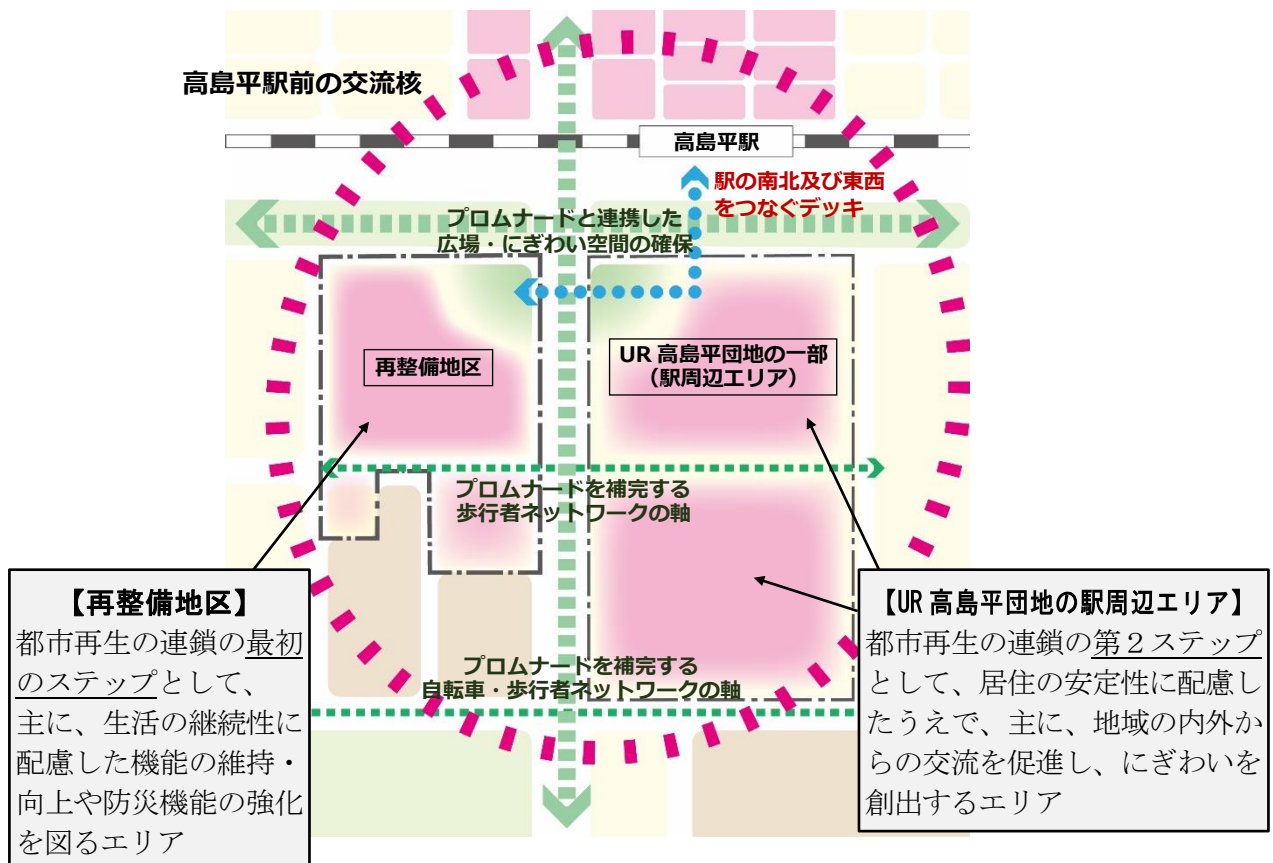 高島平駅前の交流核
高島平駅
駅の南北及び東西
をつなぐデッキ
プロムナードと連携した
広場・にぎわい空間の確保
再整備地区
UR 高島平団地の一部
（駅周辺エリア）
プロムナードを補完する
歩行者ネットワークの軸
【再整備地区】
都市再生の連鎖の最初
のステップとして、
主に、生活の継続性に
配慮した機能の維持・
向上や防災機能の強化
を図るエリア
【UR 高島平団地の駅周辺エリア】
都市再生の連鎖の第２ステップ
として、居住の安定性に配慮し
たうえで、主に、地域の内外か
らの交流を促進し、にぎわいを
創出するエリア
プロムナードを補完する
自転車・歩行者ネットワークの軸